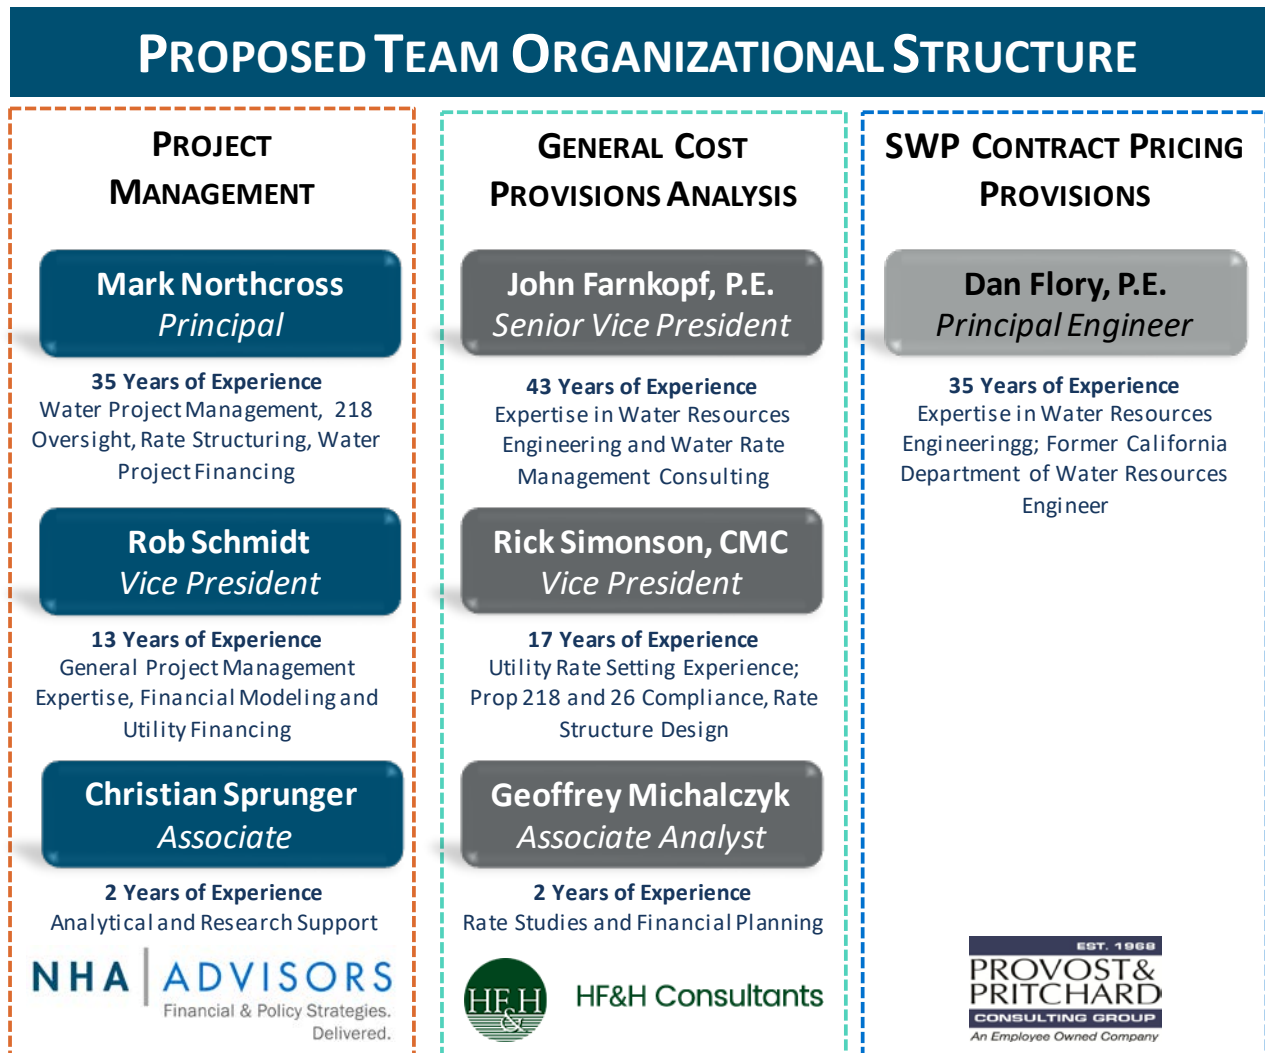 PROPOSED TEAM ORGANIZATIONAL STRUCTURE
PROJECT
MANAGEMENT
Mark Northcross
Principal
35 Years of Experience
Water Project Management, 218
Oversight, Rate Structuring, Water
Project Financing
Rob Schmidt
Vice President
13 Years of Experience
General Project Management
Expertise, Financial Modeling and
Utility Financing
Christian Sprunger
Associate
2 Years of Experience
Analytical and Research Support
NHA ADVISORS
Financial & Policy Strategies.
Delivered.
GENERAL COST
PROVISIONS ANALYSIS
John Farnkopf, P.E.
Senior Vice President
43 Years of Experience
Expertise in Water Resources
Engineering and Water Rate
Management Consulting
Rick Simonson, CMC
Vice President
17 Years of Experience
Utility Rate Setting Experience;
Prop 218 and 26 Compliance, Rate
Structure Design
Geoffrey Michalczyk
Associate Analyst
2 Years of Experience
Rate Studies and Financial Planning
HF&H
HF&H Consultants
SWP CONTRACT PRICING
PROVISIONS
Dan Flory, P.E.
Principal Engineer
35 Years of Experience
Expertise in Water Resources
Engineeringg; Former California
Department of Water Resources
Engineer
EST. 1968
PROVOST&
PRITCHARD
CONSULTING GROUP
An Employee Owned Company